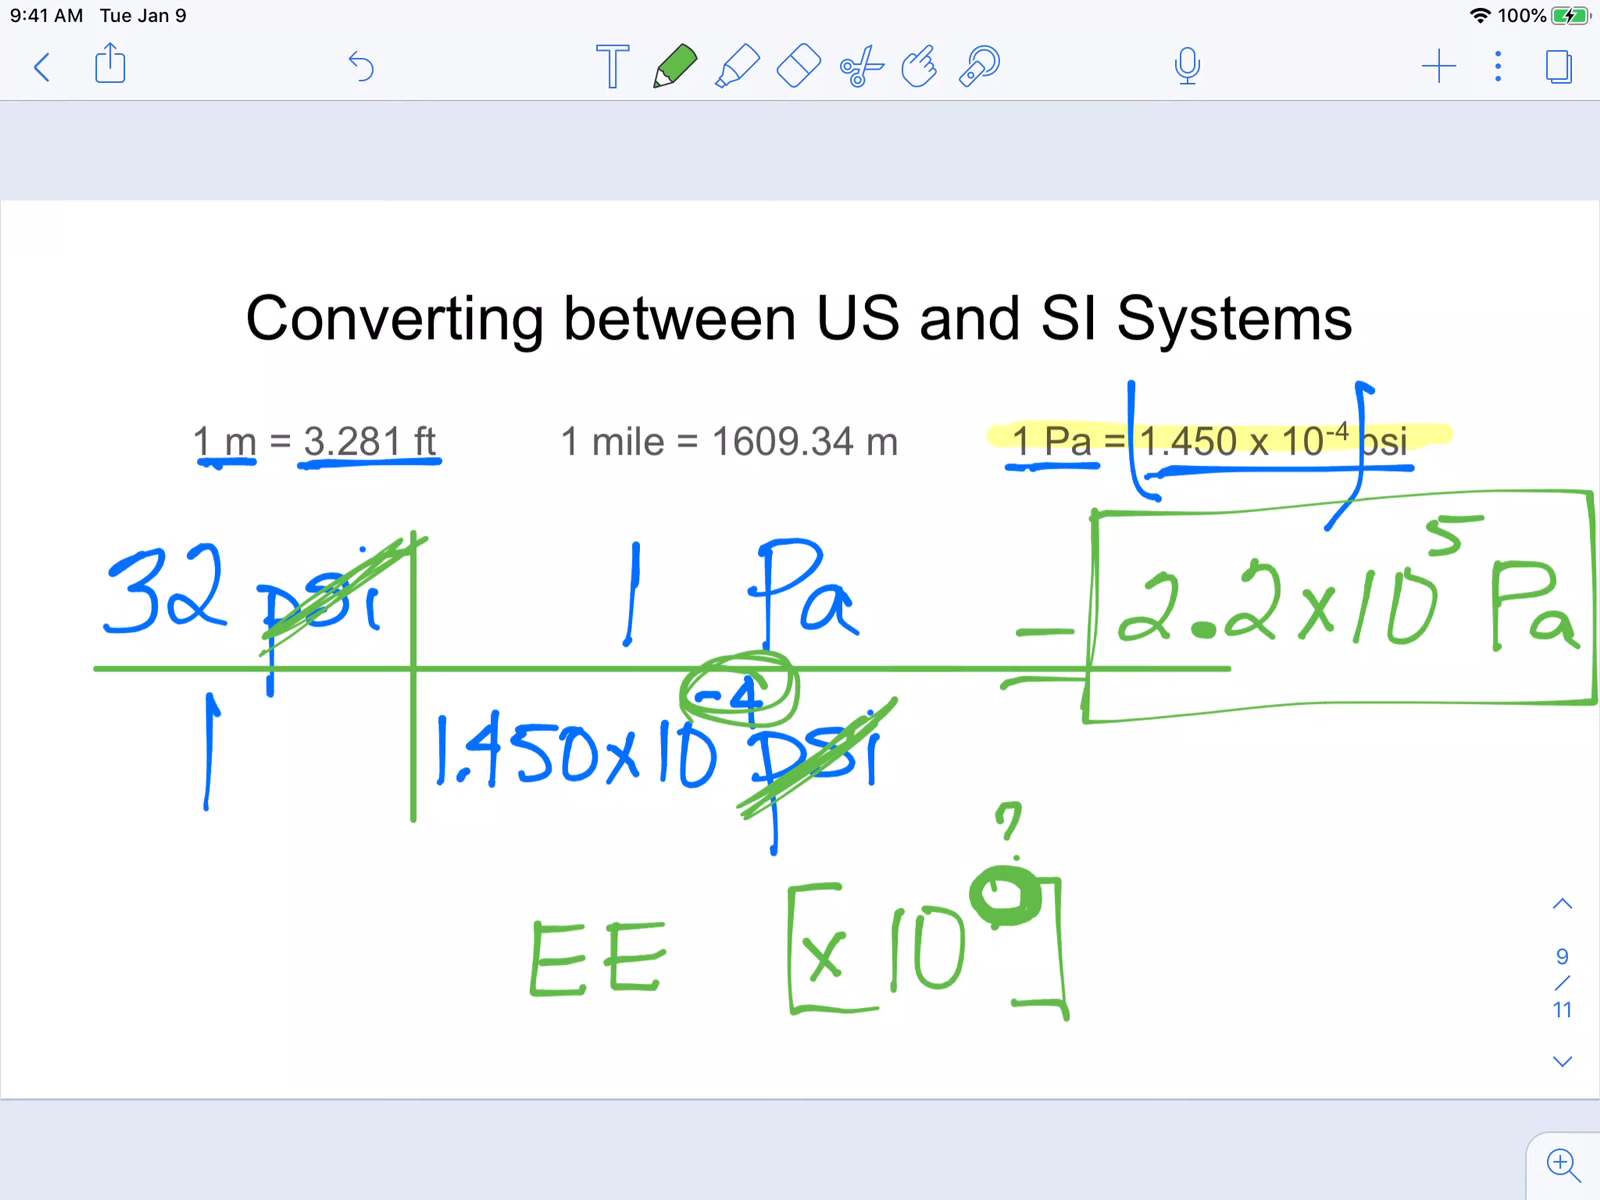 9:41 AM Tue Jan 9 100%
T
Converting between US and SI Systems
1 m = 3.281 ft 1 mile = 1609.34 m 1 Pa = 1.450 x 10⁻⁴ psi
32 psi 1 Pa = 2.2x10⁵ Pa
1 1.450x10⁻⁴ psi
?
EE [x 10 ]
9
/
11